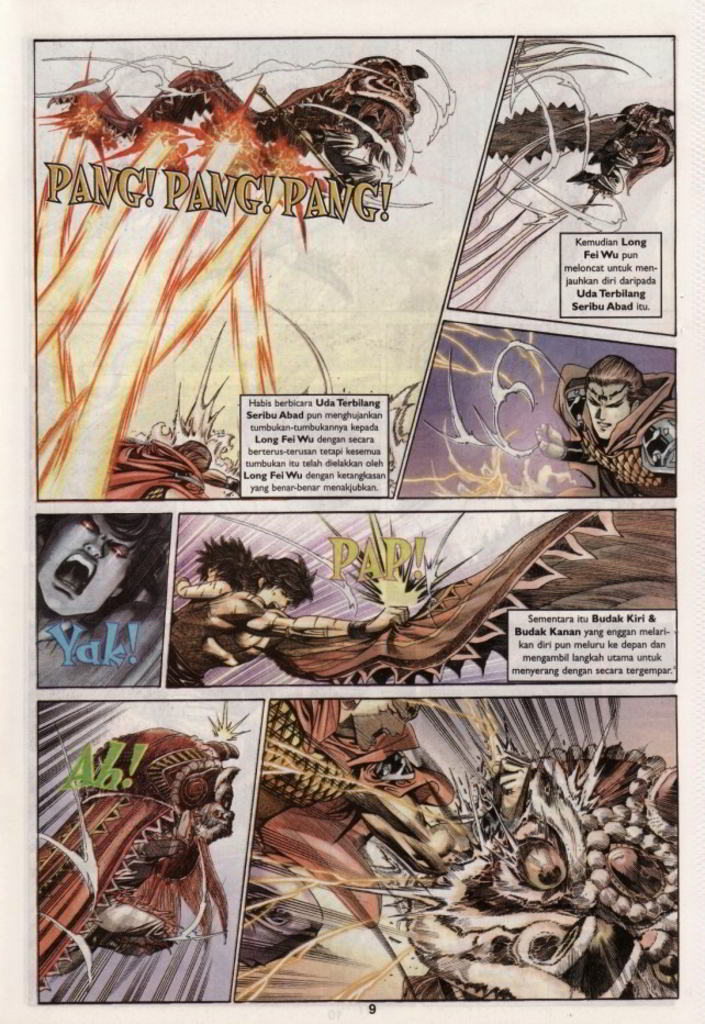 PANG! PANG! PANG!
Kemudian Long
Fei Wu pun
meloncat untuk men-
jauhkan diri daripada
Uda Terbilang
Seribu Abad itu.
Habis berbicara Uda Terbilang
Seribu Abad pun menghujankan
tumbukan-tumbukannya kepada
Long Fei Wu dengan secara
berterus-terusan tetapi kesemua
tumbukan itu telah dielakkan oleh
Long Fei Wu dengan ketangkasan
yang benar-benar menakjubkan.
Yak!
PAP!
Sementara itu Budak Kiri &
Budak Kanan yang enggan melari-
kan diri pun meluru ke depan dan
mengambil langkah utama untuk
menyerang dengan secara tergempar.
Ah!
9